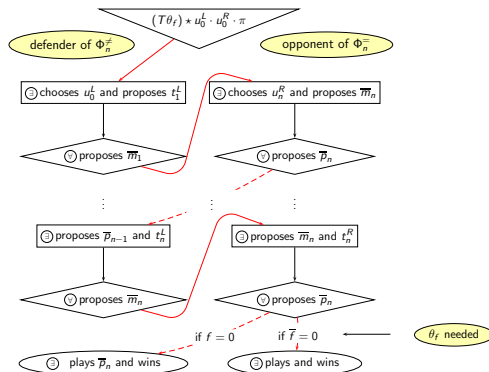 (Tθ_f) ⋆ u_0^L · u_0^R · π
defender of Φ_n^≠
opponent of Φ_n^=
∃ chooses u_0^L and proposes t_1^L
∃ chooses u_n^R and proposes m̅_n
∀ proposes m̅_1
∀ proposes p̅_n
⋮ ⋮ ⋮
∃ proposes p̅_{n−1} and t_n^L
∃ proposes m̅_n and t_n^R
∀ proposes m̅_n
∀ proposes p̅_n
if f = 0
if f̅ = 0
θ_f needed
∃ plays p̅_n and wins
∃ plays and wins